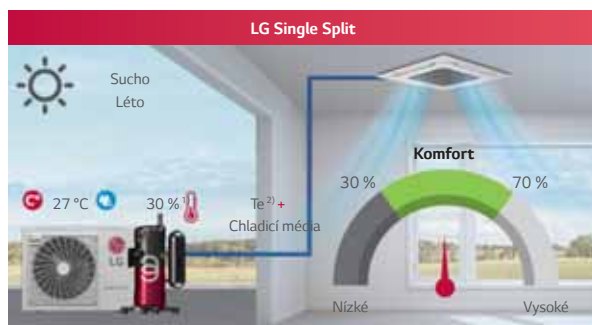 LG Single Split
Sucho
Léto
Komfort
30 %
70 %
27 °C
30 % 1)
Te 2) +
Chladicí média
LG
Nízké
Vysoké